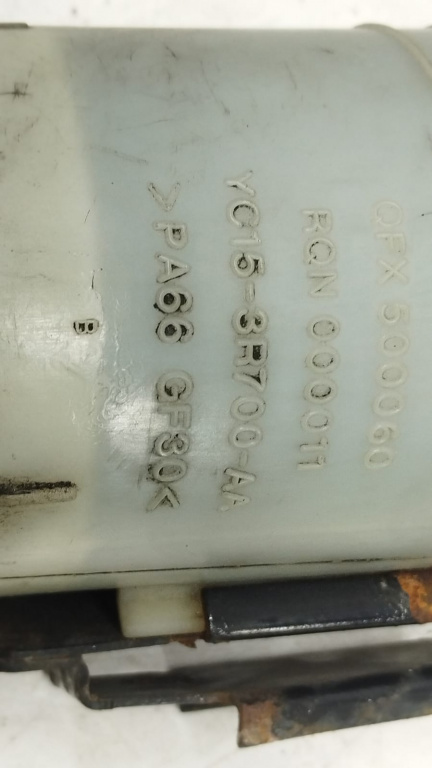 QFX 500060
RQN 000011
YC15-3R700-AA
>PA66 GF30<
B